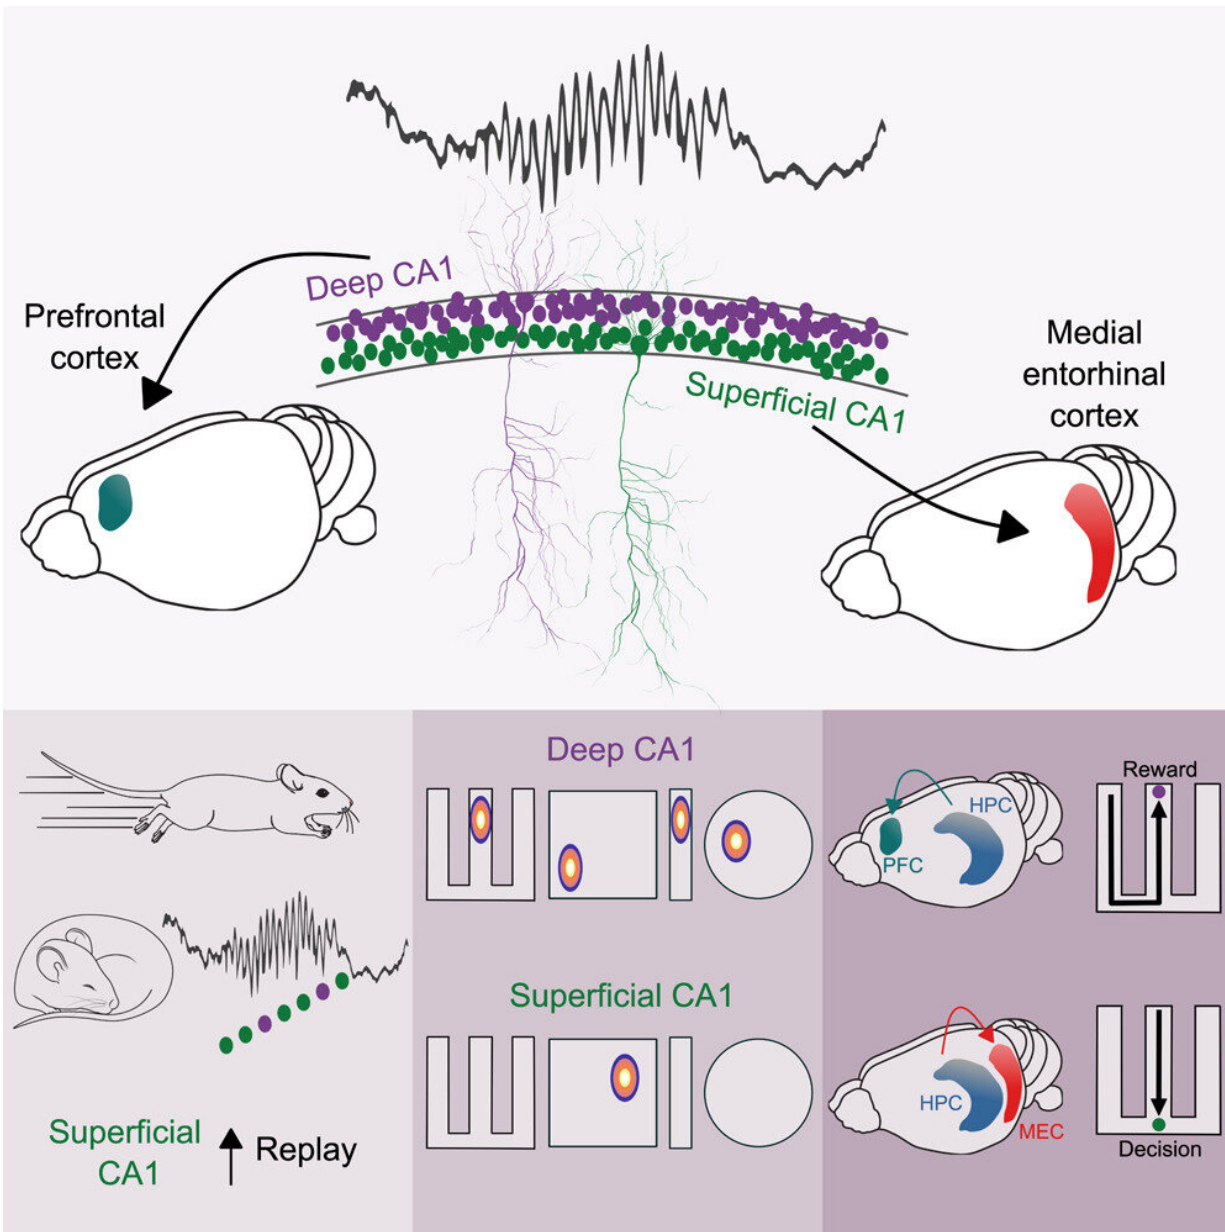 Deep CA1
Prefrontal
cortex
Medial
entorhinal
cortex
Superficial CA1
Superficial
CA1
Replay
Deep CA1
Superficial CA1
HPC
PFC
Reward
HPC
MEC
Decision